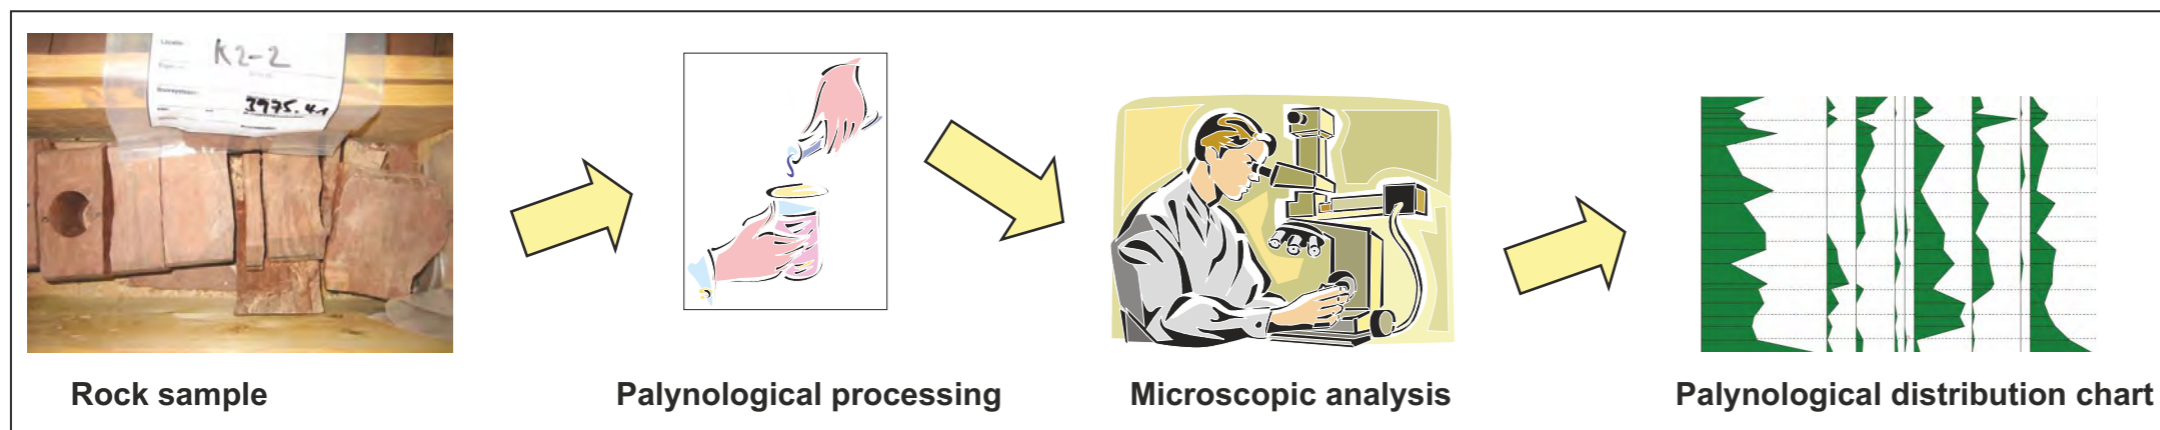 K2-2
3975.41
Rock sample
Palynological processing
Microscopic analysis
Palynological distribution chart